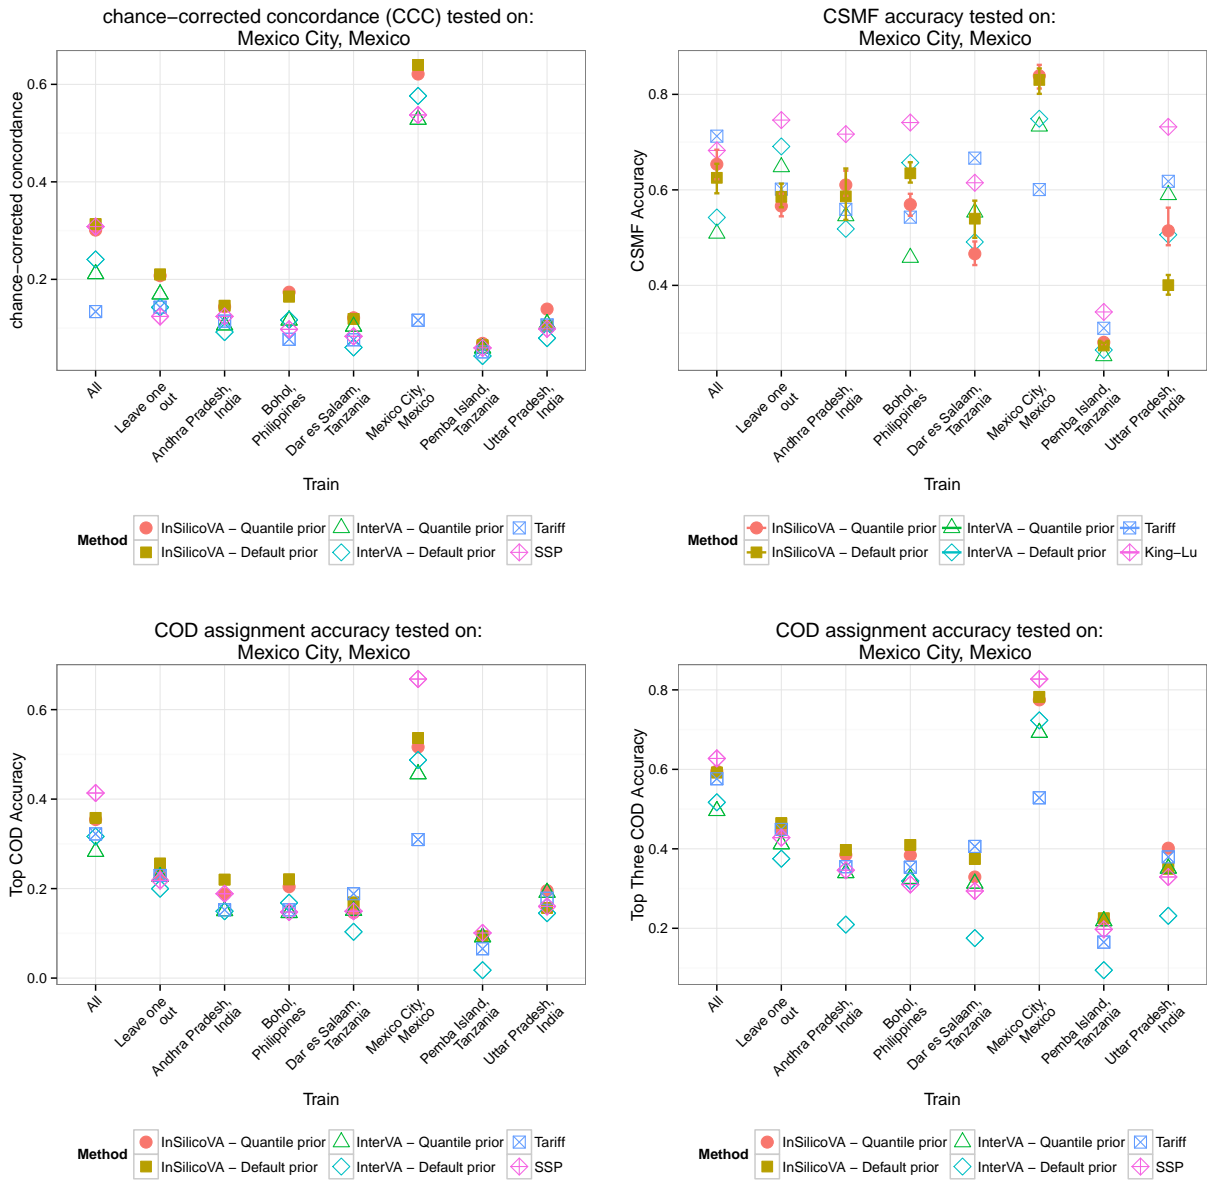 chance−corrected concordance (CCC) tested on:
Mexico City, Mexico
chance−corrected concordance
0.6
0.4
0.2
All
Leave one
out
Andhra Pradesh,
India
Bohol,
Philippines
Dar es Salaam,
Tanzania
Mexico City,
Mexico
Pemba Island,
Tanzania
Uttar Pradesh,
India
Train
Method
InSilicoVA − Quantile prior
InterVA − Quantile prior
Tariff
InSilicoVA − Default prior
InterVA − Default prior
SSP
CSMF accuracy tested on:
Mexico City, Mexico
CSMF Accuracy
0.8
0.6
0.4
All
Leave one
out
Andhra Pradesh,
India
Bohol,
Philippines
Dar es Salaam,
Tanzania
Mexico City,
Mexico
Pemba Island,
Tanzania
Uttar Pradesh,
India
Train
Method
InSilicoVA − Quantile prior
InterVA − Quantile prior
Tariff
InSilicoVA − Default prior
InterVA − Default prior
King−Lu
COD assignment accuracy tested on:
Mexico City, Mexico
Top COD Accuracy
0.6
0.4
0.2
0.0
All
Leave one
out
Andhra Pradesh,
India
Bohol,
Philippines
Dar es Salaam,
Tanzania
Mexico City,
Mexico
Pemba Island,
Tanzania
Uttar Pradesh,
India
Train
Method
InSilicoVA − Quantile prior
InterVA − Quantile prior
Tariff
InSilicoVA − Default prior
InterVA − Default prior
SSP
COD assignment accuracy tested on:
Mexico City, Mexico
Top Three COD Accuracy
0.8
0.6
0.4
0.2
All
Leave one
out
Andhra Pradesh,
India
Bohol,
Philippines
Dar es Salaam,
Tanzania
Mexico City,
Mexico
Pemba Island,
Tanzania
Uttar Pradesh,
India
Train
Method
InSilicoVA − Quantile prior
InterVA − Quantile prior
Tariff
InSilicoVA − Default prior
InterVA − Default prior
SSP